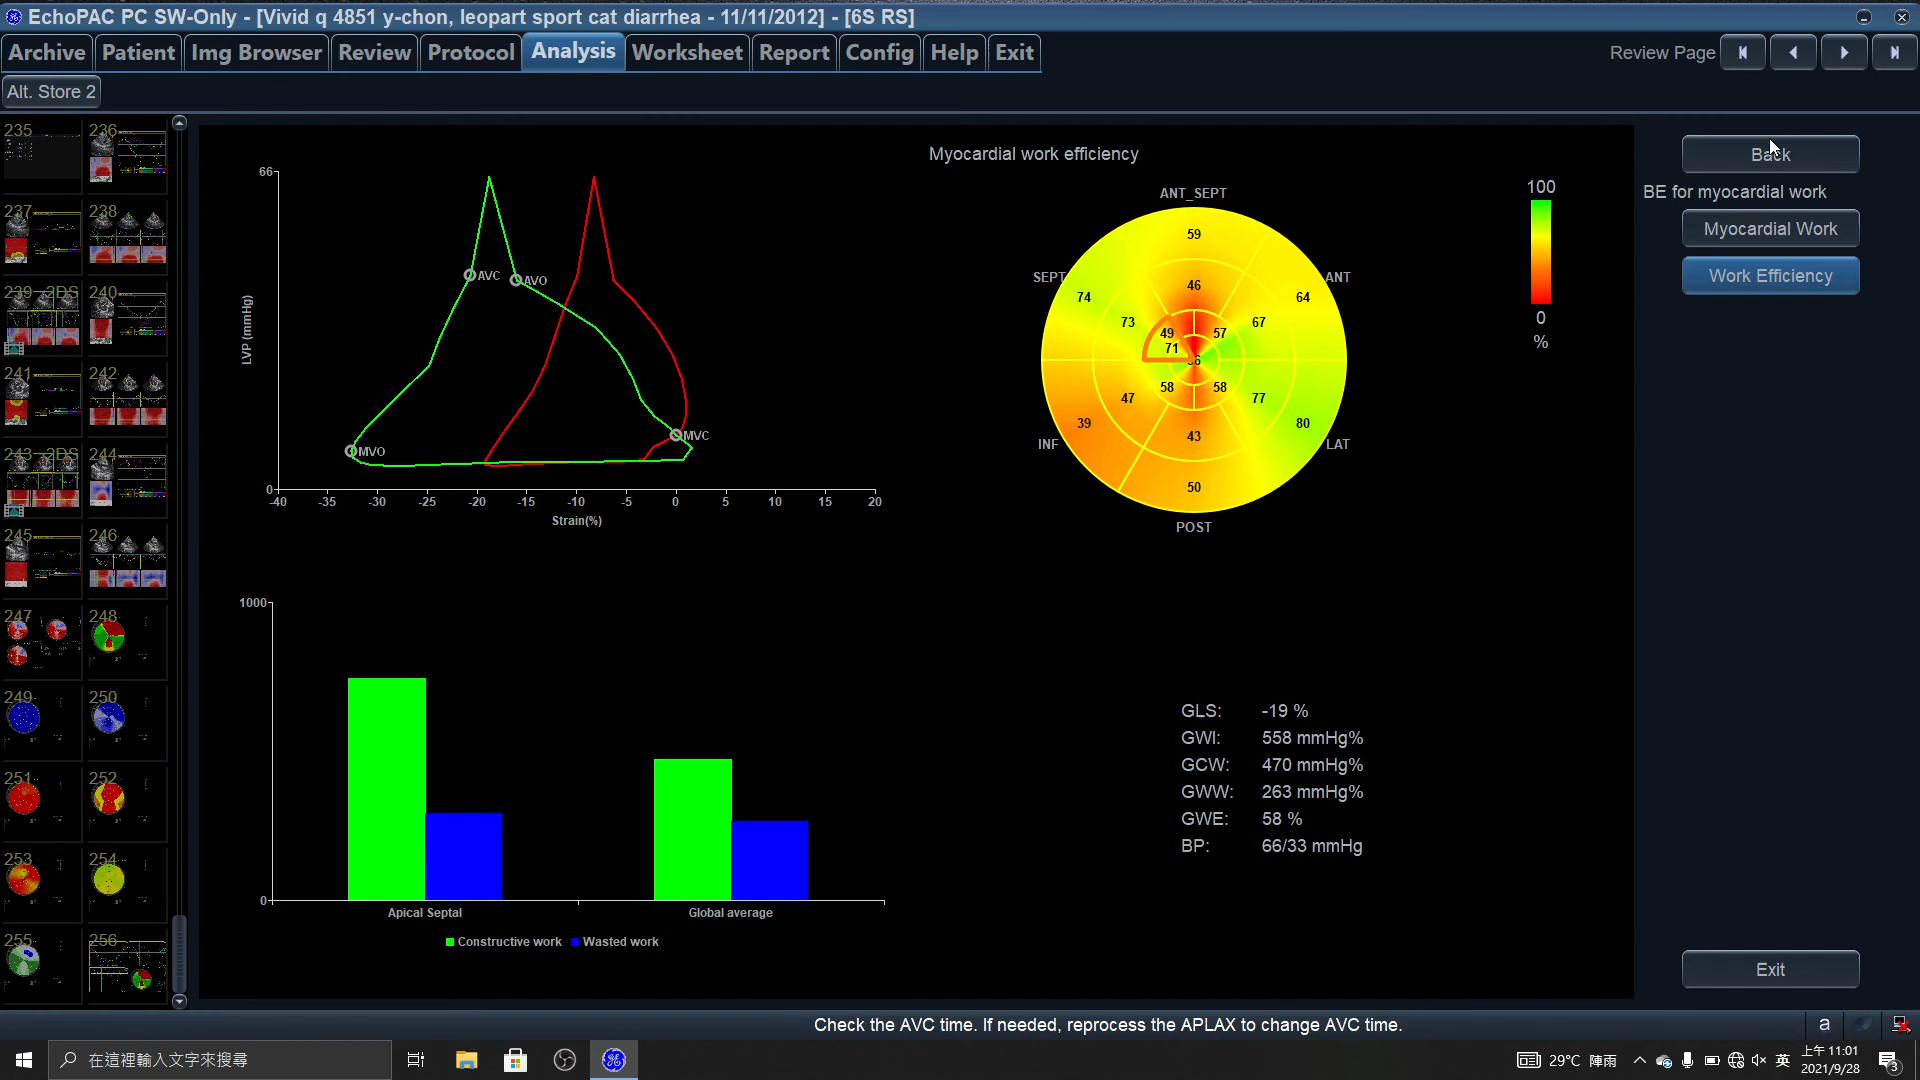 EchoPAC PC SW-Only - [Vivid q 4851 y-chon, leopart sport cat diarrhea - 11/11/2012] - [6S RS]
Archive Patient Img Browser Review Protocol Analysis Worksheet Report Config Help Exit
Review Page
Alt. Store 2
235 236
237 238
239 2DS 240
241 242
243 2DS 244
245 246
247 248
249 250
251 252
253 254
255 256
66
LVP (mmHg)
0
AVC
AVO
MVO
MVC
-40 -35 -30 -25 -20 -15 -10 -5 0 5 10 15 20
Strain(%)
Myocardial work efficiency
ANT_SEPT
SEPT
ANT
INF
LAT
POST
59
46
74
64
73
67
49
57
71
58
58
47
77
39
80
43
50
100
0
%
Back
BE for myocardial work
Myocardial Work
Work Efficiency
1000
0
Apical Septal
Global average
Constructive work Wasted work
GLS: -19 %
GWI: 558 mmHg%
GCW: 470 mmHg%
GWW: 263 mmHg%
GWE: 58 %
BP: 66/33 mmHg
Exit
Check the AVC time. If needed, reprocess the APLAX to change AVC time.
a
在這裡輸入文字來搜尋
29°C 陣雨
英
上午 11:01
2021/9/28
3